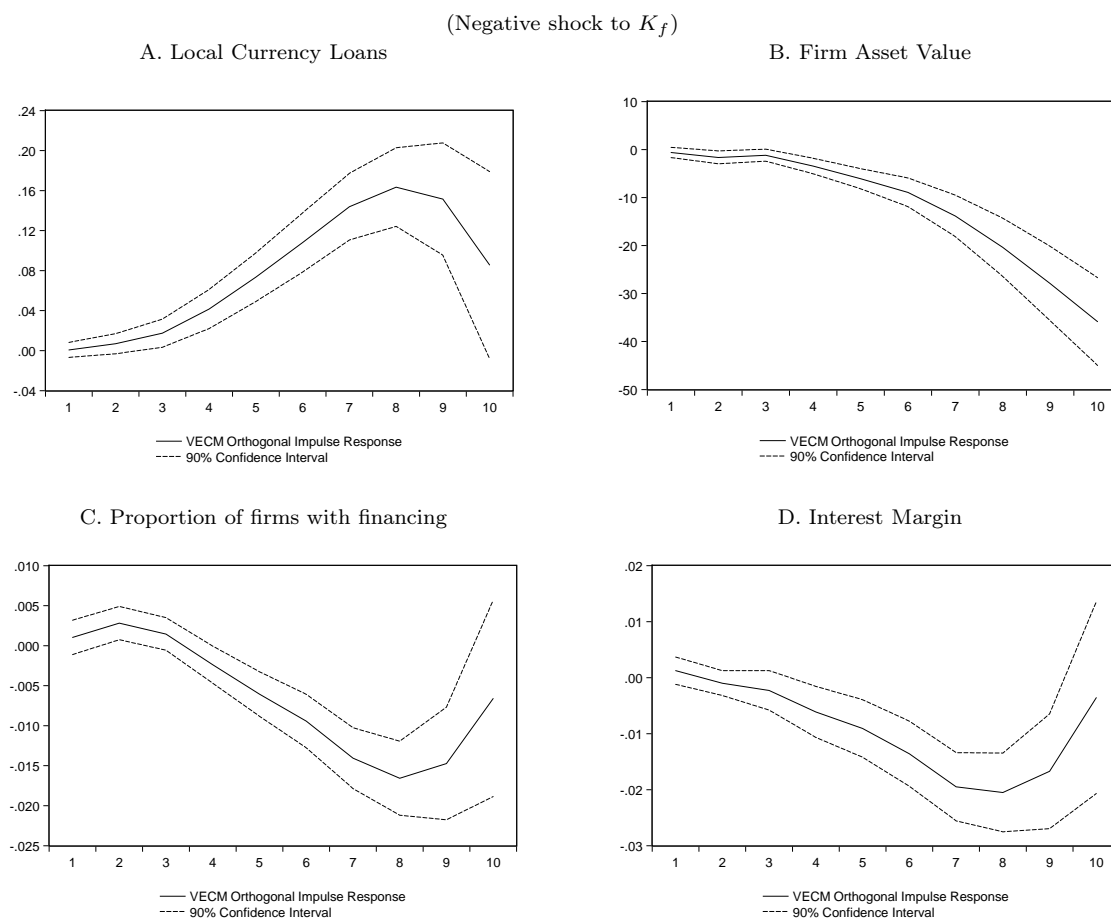 (Negative shock to K_f)
A. Local Currency Loans
.24
.20
.16
.12
.08
.04
.00
-.04
1 2 3 4 5 6 7 8 9 10
VECM Orthogonal Impulse Response
90% Confidence Interval
B. Firm Asset Value
10
0
-10
-20
-30
-40
-50
1 2 3 4 5 6 7 8 9 10
VECM Orthogonal Impulse Response
90% Confidence Interval
C. Proportion of firms with financing
.010
.005
.000
-.005
-.010
-.015
-.020
-.025
1 2 3 4 5 6 7 8 9 10
VECM Orthogonal Impulse Response
90% Confidence Interval
D. Interest Margin
.02
.01
.00
-.01
-.02
-.03
1 2 3 4 5 6 7 8 9 10
VECM Orthogonal Impulse Response
90% Confidence Interval